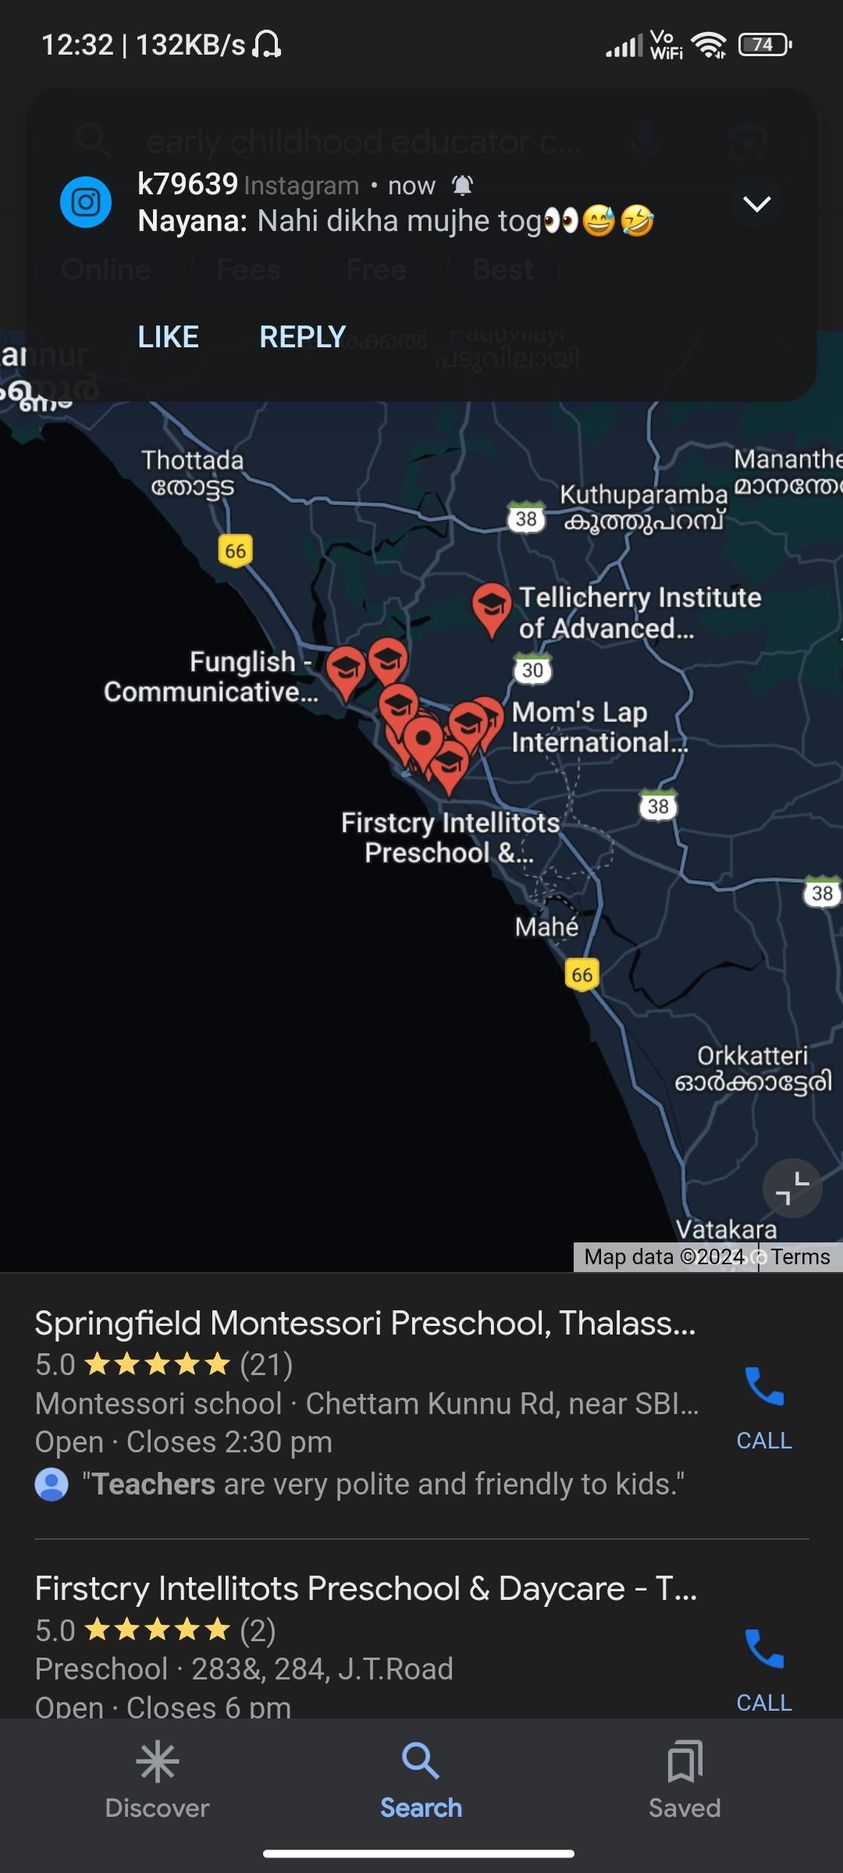 12:32 | 132KB/s
Vo
WiFi
74
early childhood educator c...
k79639 Instagram • now
Nayana: Nahi dikha mujhe tog👀😅🤣
Online
Fees
Free
Best
LIKE
REPLY
Paduvilayi
പടുവിലായി
Thottada
തോട്ടട
Mananthe
മാനന്തേ
Kuthuparamba
കൂത്തുപറമ്പ്
38
66
Tellicherry Institute
of Advanced...
Funglish -
Communicative...
30
Mom's Lap
International...
38
Firstcry Intellitots
Preschool &...
38
Mahé
66
Orkkatteri
ഓർക്കാട്ടേരി
Vatakara
Map data ©2024
Terms
Springfield Montessori Preschool, Thalass...
5.0 ★★★★★ (21)
Montessori school · Chettam Kunnu Rd, near SBI...
Open · Closes 2:30 pm
CALL
"Teachers are very polite and friendly to kids."
Firstcry Intellitots Preschool & Daycare - T...
5.0 ★★★★★ (2)
Preschool · 283&, 284, J.T.Road
Open · Closes 6 pm
CALL
Discover
Search
Saved